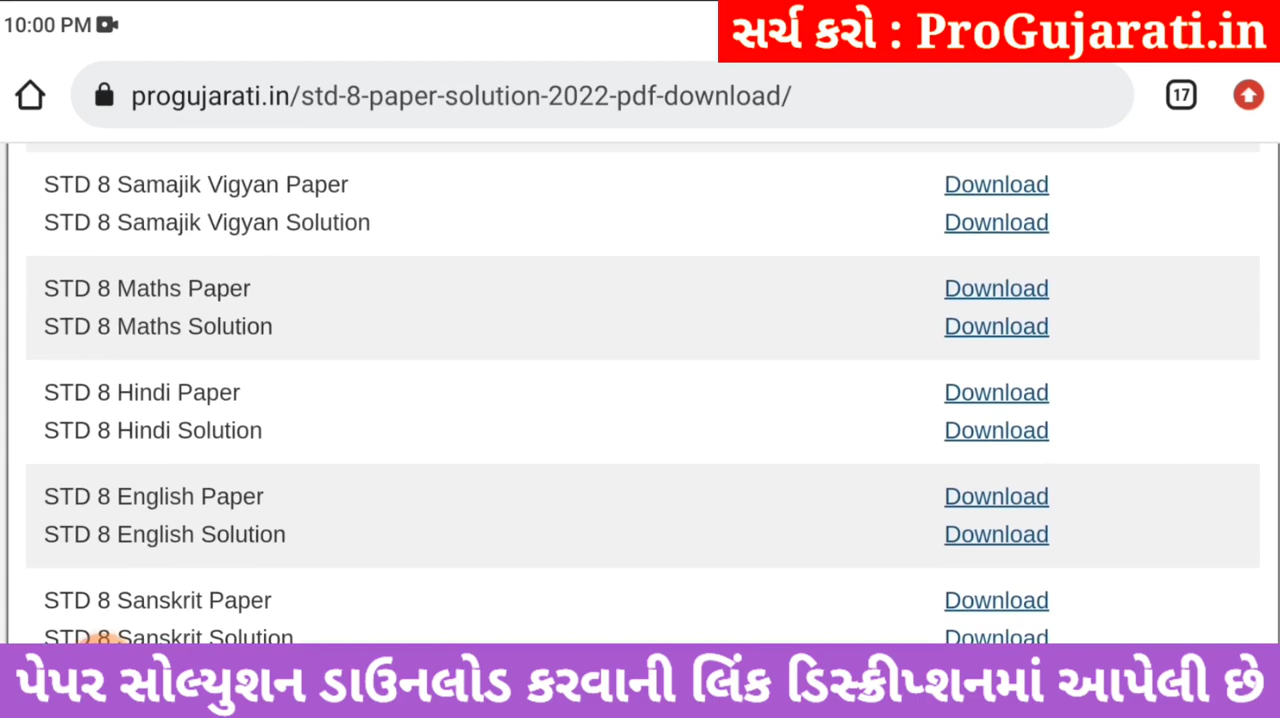 10:00 PM
સર્ચ કરો : ProGujarati.in
progujarati.in/std-8-paper-solution-2022-pdf-download/
17
STD 8 Samajik Vigyan Paper Download
STD 8 Samajik Vigyan Solution Download
STD 8 Maths Paper Download
STD 8 Maths Solution Download
STD 8 Hindi Paper Download
STD 8 Hindi Solution Download
STD 8 English Paper Download
STD 8 English Solution Download
STD 8 Sanskrit Paper Download
STD 8 Sanskrit Solution Download
પેપર સોલ્યુશન ડાઉનલોડ કરવાની લિંક ડિસ્ક્રીપ્શનમાં આપેલી છે